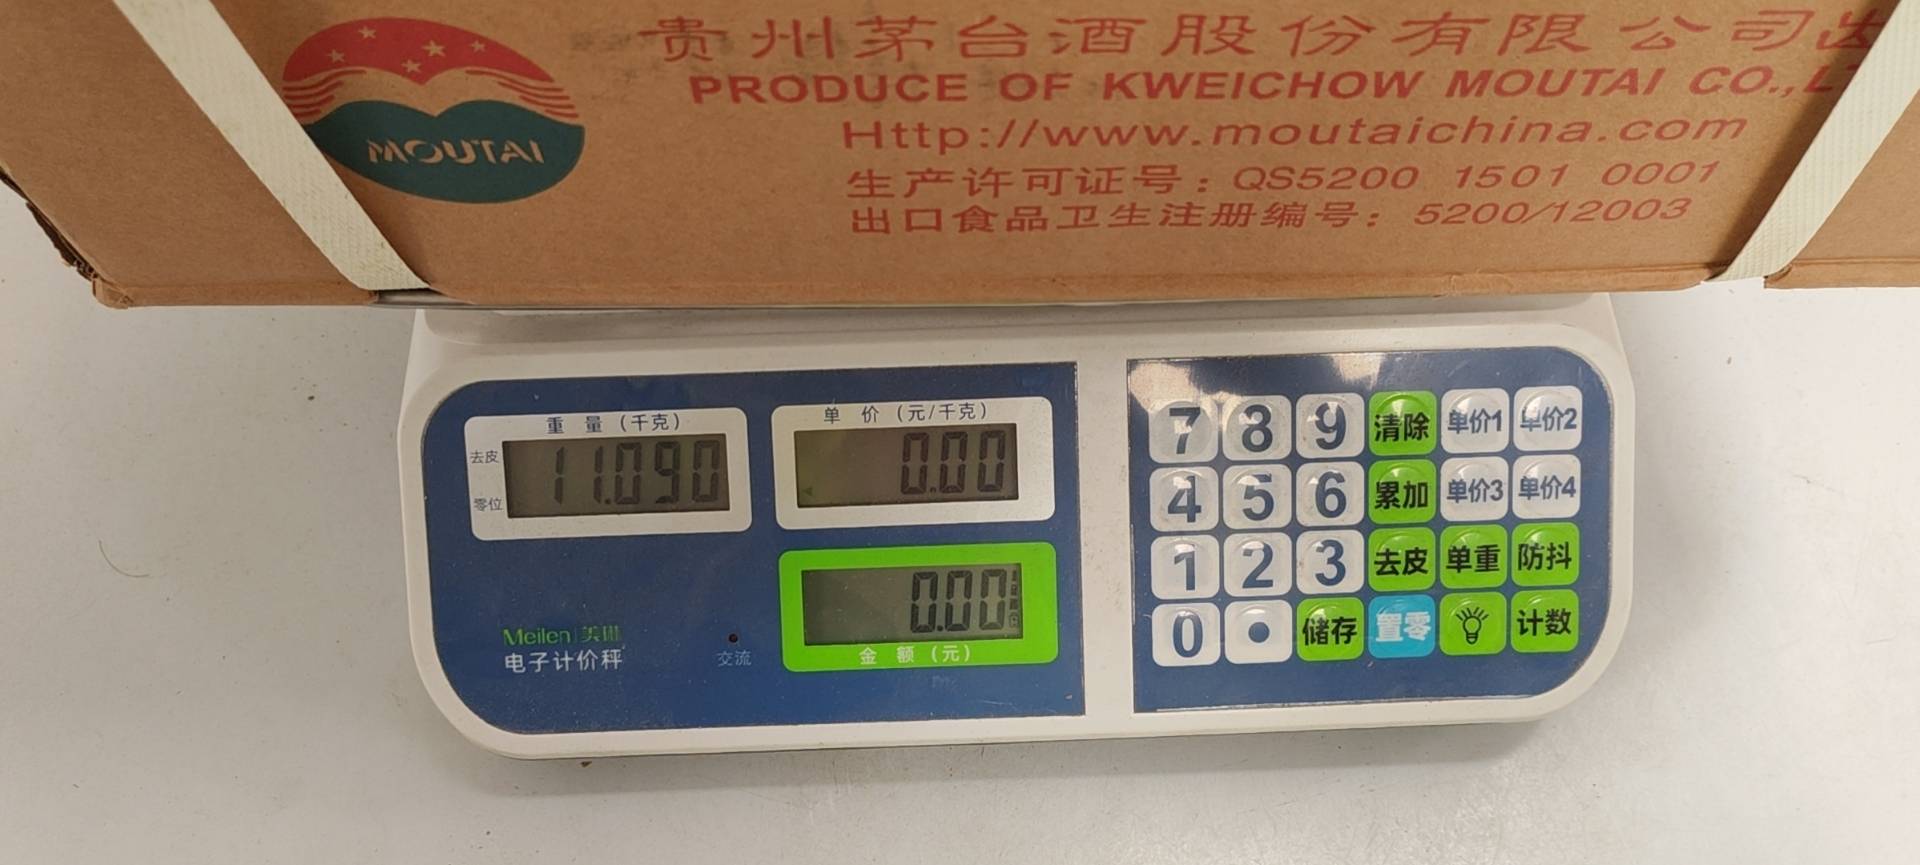 贵州茅台酒股份有限公司出
PRODUCE OF KWEICHOW MOUTAI CO.,L
Http://www.moutaichina.com
MOUTAI
生产许可证号:QS5200 1501 0001
出口食品卫生注册编号:5200/12003
重量(千克)
去皮
11.090
零位
单价(元/千克)
0.00
0.00
金额(元)
Meilen 美琳
电子计价秤
交流
7 8 9 清除 单价1 单价2
4 5 6 累加 单价3 单价4
1 2 3 去皮 单重 防抖
0 . 储存 置零 计数